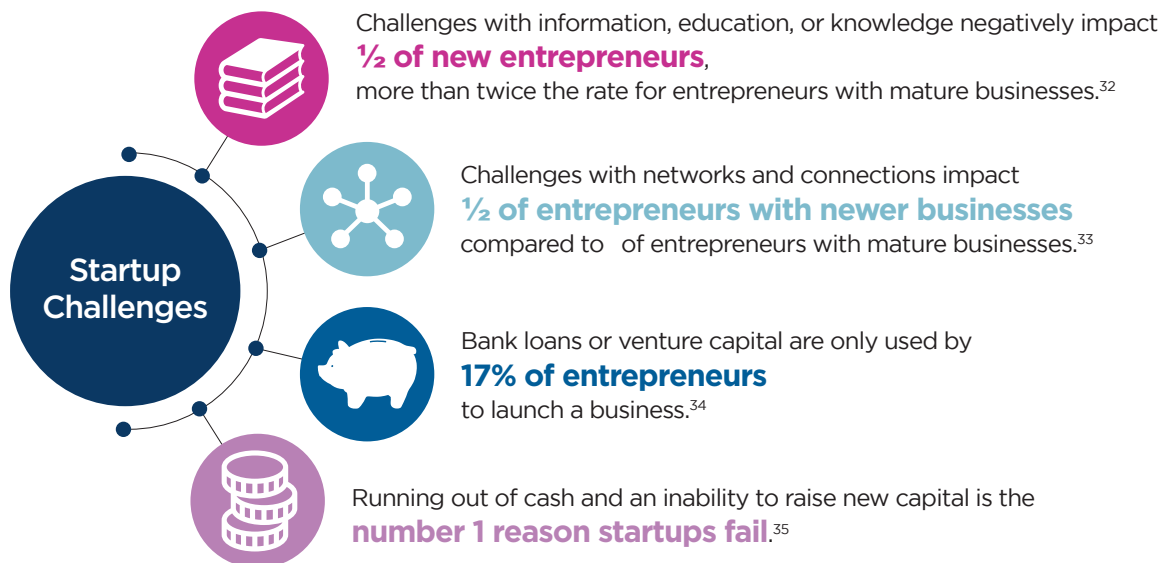 Challenges with information, education, or knowledge negatively impact
½ of new entrepreneurs,
more than twice the rate for entrepreneurs with mature businesses.32
Challenges with networks and connections impact
½ of entrepreneurs with newer businesses
compared to of entrepreneurs with mature businesses.33
Startup
Challenges
Bank loans or venture capital are only used by
17% of entrepreneurs
to launch a business.34
Running out of cash and an inability to raise new capital is the
number 1 reason startups fail.35